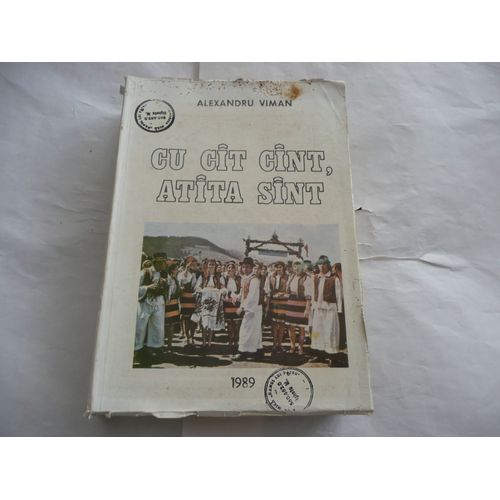 ALEXANDRU VIMAN
CU CÎT CÎNT,
ATÎTA SÎNT
1989